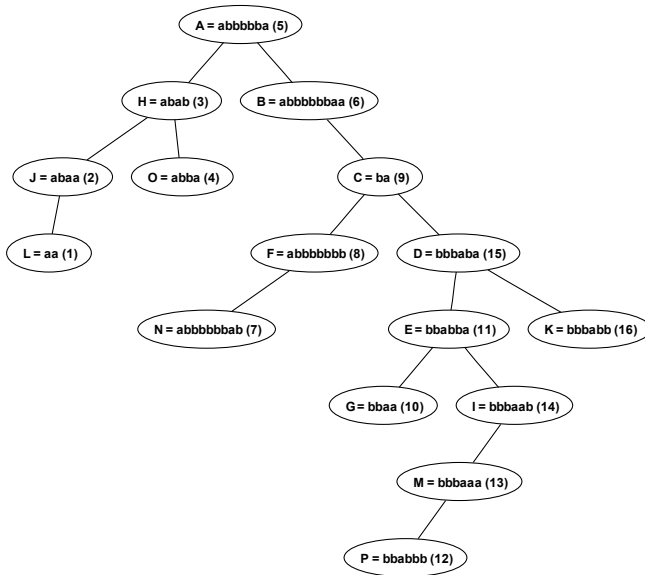 A = abbbbba (5)
H = abab (3)
B = abbbbbbaa (6)
J = abaa (2)
O = abba (4)
C = ba (9)
L = aa (1)
F = abbbbbbb (8)
D = bbbaba (15)
N = abbbbbbab (7)
E = bbabba (11)
K = bbbabb (16)
G = bbaa (10)
I = bbbaab (14)
M = bbbaaa (13)
P = bbabbb (12)